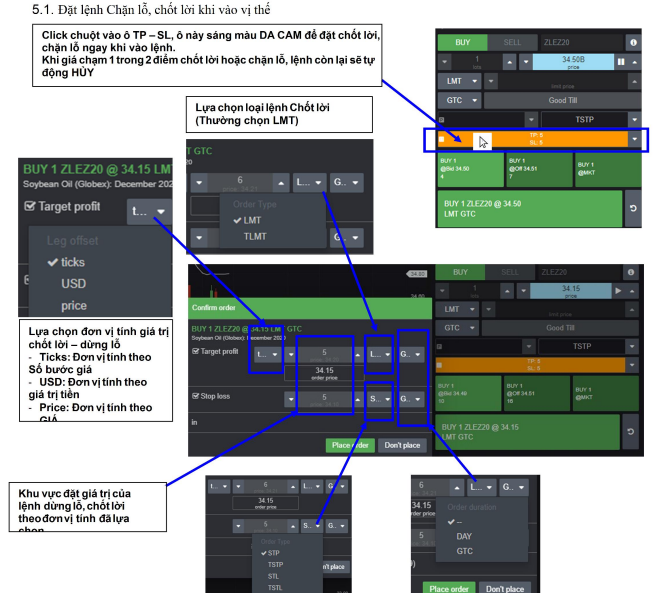 5.1. Đặt lệnh Chặn lỗ, chốt lời khi vào vị thế
Click chuột vào ô TP – SL, ô này sáng màu DA CAM để đặt chốt lời,
chặn lỗ ngay khi vào lệnh.
Khi giá chạm 1 trong 2 điểm chốt lời hoặc chặn lỗ, lệnh còn lại sẽ tự
động HỦY
BUY SELL ZLEZ20
1 34.50B
lots price
LMT limit price
GTC Good Till
TSTP
TP: 6
SL: 5
BUY 1 BUY 1 BUY 1
@Bid 34.50 @Off 34.51 @MKT
4 7
BUY 1 ZLEZ20 @ 34.50
LMT GTC
Lựa chọn loại lệnh Chốt lời
(Thường chọn LMT)
T GTC
20
6 L... G..
Order Type
LMT
TLMT
G..
BUY 1 ZLEZ20 @ 34.15 LM
Soybean Oil (Globex): December 202
Target profit t...
Leg offset
ticks
USD
price
Lựa chọn đơn vị tính giá trị
chốt lời – dừng lỗ
- Ticks: Đơn vị tính theo
Số bước giá
- USD: Đơn vị tính theo
giá trị tiền
- Price: Đơn vị tính theo
GIÁ
34.80
34.60
Confirm order
BUY 1 ZLEZ20 @ 34.15 LMT GTC
Soybean Oil (Globex): December 2020
Target profit t... 5 L... G..
34.15
order price
Stop loss 5 S... G..
in
Place order Don't place
BUY SELL ZLEZ20
1 34.15
lots price
LMT limit price
GTC Good Till
TSTP
TP: 6
SL: 5
BUY 1 BUY 1 BUY 1
@Bid 34.49 @Off 34.51 @MKT
10 16
BUY 1 ZLEZ20 @ 34.15
LMT GTC
Khu vực đặt giá trị của
lệnh dừng lỗ, chốt lời
theo đơn vị tính đã lựa
chọn
t... 6 L... G..
34.15
order price
5 S... G..
Order Type
STP
TSTP
STL
TSTL
n't place
6 L... G..
34.15
order price
Order duration
5
–
DAY
GTC
Place order Don't place